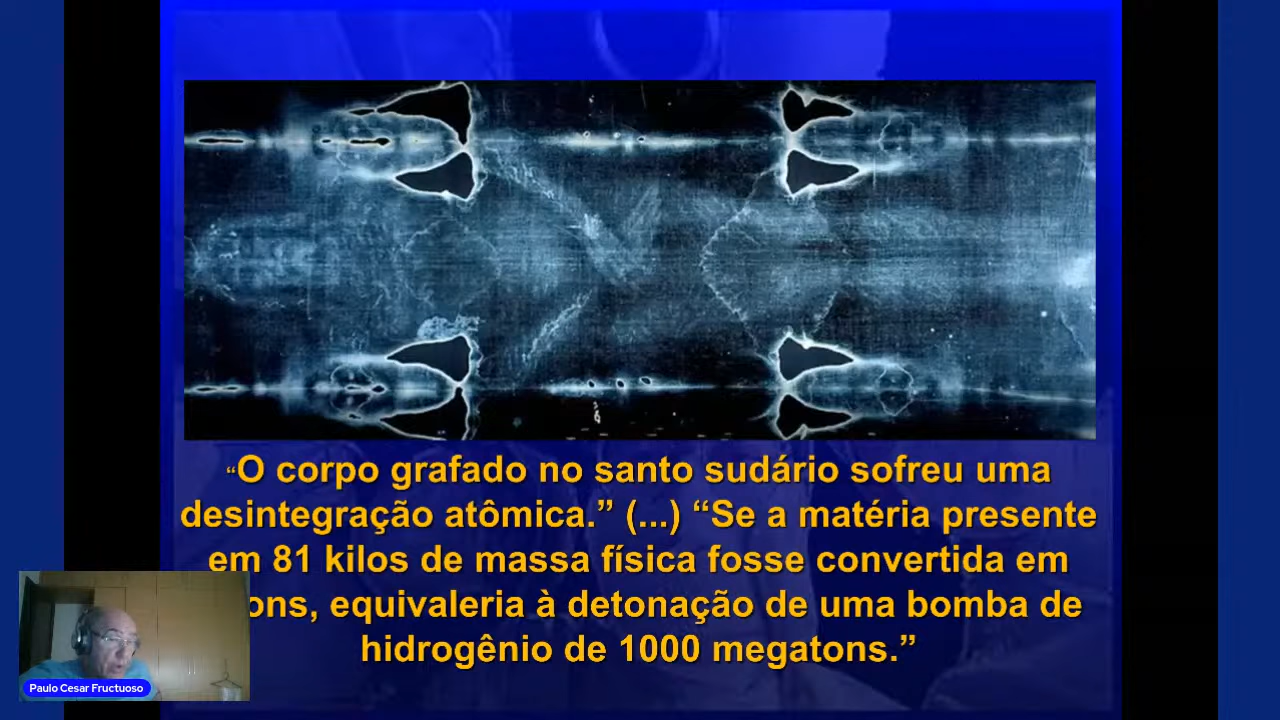 “O corpo grafado no santo sudário sofreu uma
desintegração atômica.” (...) “Se a matéria presente
em 81 kilos de massa física fosse convertida em
equivaleria à detonação de uma bomba de
hidrogênio de 1000 megatons.”
Paulo Cesar Fructuoso